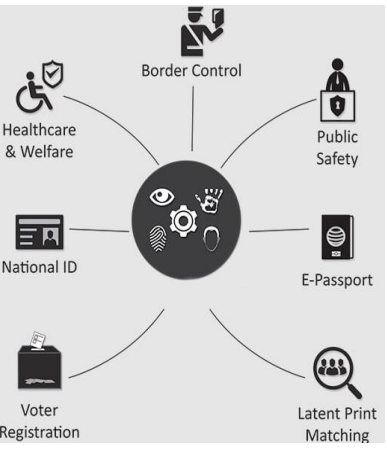 Border Control
Healthcare
& Welfare
Public
Safety
National ID
E-Passport
Voter
Registration
Latent Print
Matching